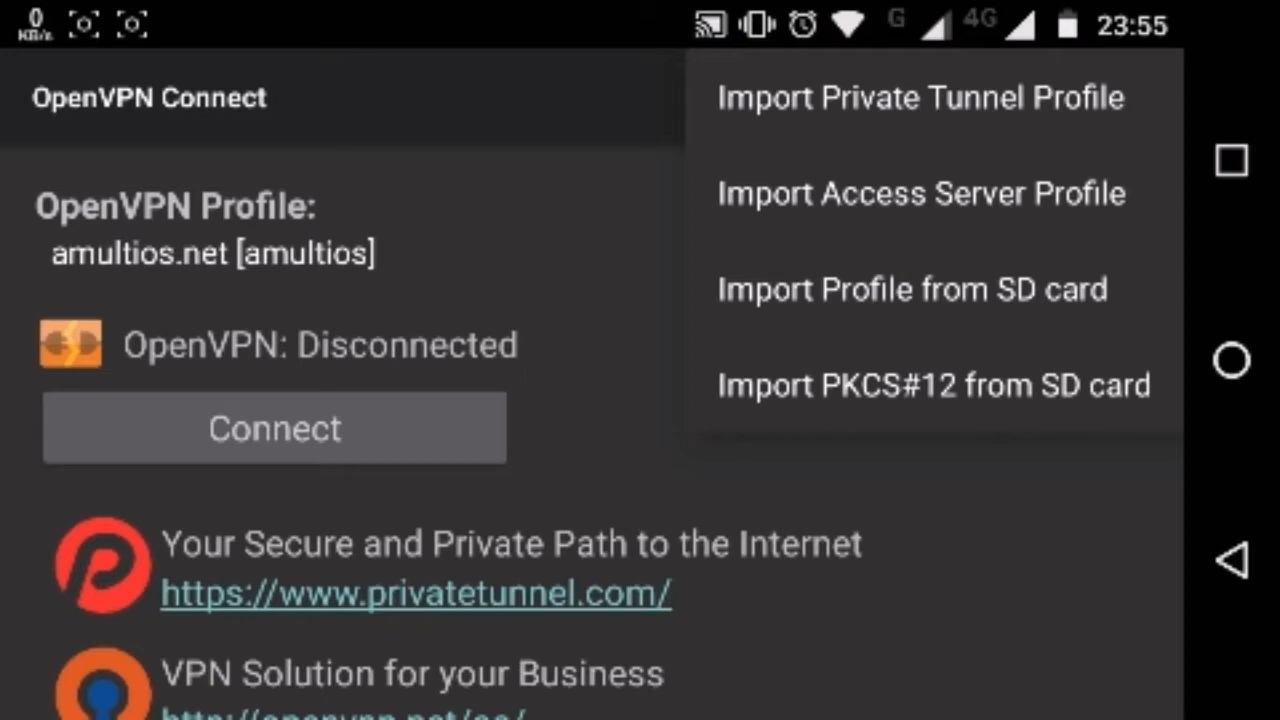 0
KB/s
G
4G
23:55
OpenVPN Connect
Import Private Tunnel Profile
Import Access Server Profile
Import Profile from SD card
Import PKCS#12 from SD card
OpenVPN Profile:
amultios.net [amultios]
OpenVPN: Disconnected
Connect
Your Secure and Private Path to the Internet
https://www.privatetunnel.com/
VPN Solution for your Business